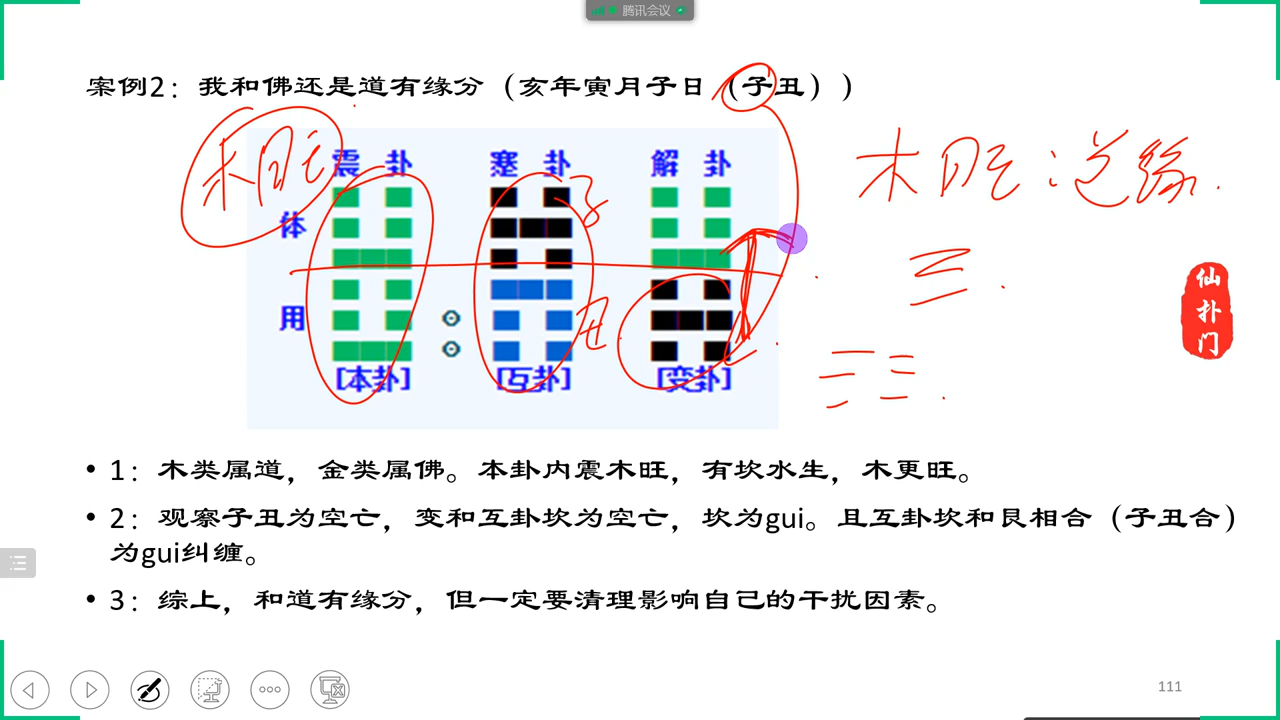 腾讯会议
案例2：我和佛还是道有缘分（亥年寅月子日（子丑））
木旺
震 卦 塞 卦 解 卦
木旺：道缘
子
体
用
丑
[本卦] [互卦] [变卦]
仙
扑
门
• 1：木类属道，金类属佛。本卦内震木旺，有坎水生，木更旺。
• 2：观察子丑为空亡，变和互卦坎为空亡，坎为gui。且互卦坎和艮相合（子丑合）
为gui纠缠。
• 3：综上，和道有缘分，但一定要清理影响自己的干扰因素。
111